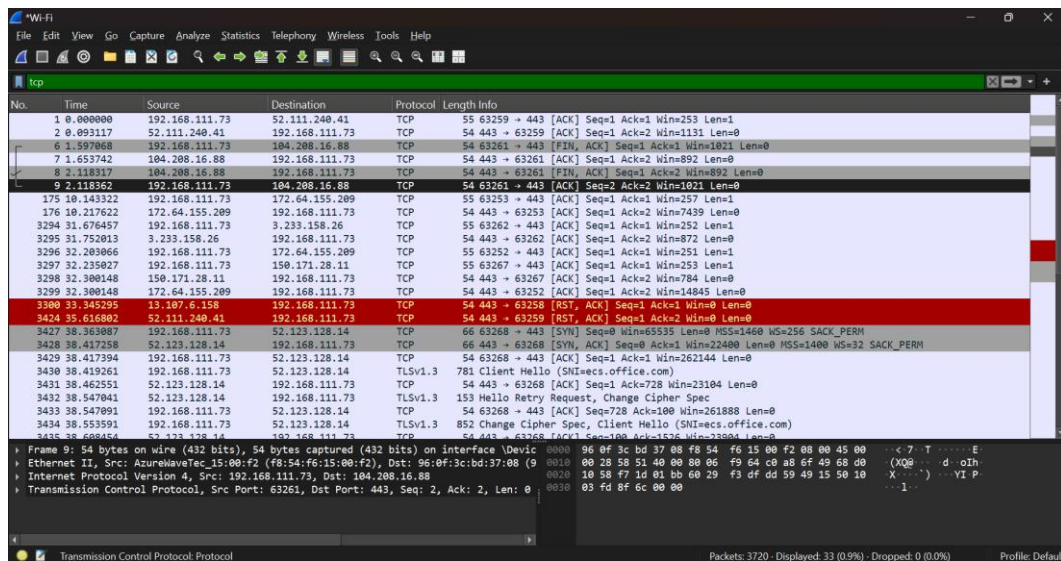 *Wi-Fi
File Edit View Go Capture Analyze Statistics Telephony Wireless Tools Help
tcp
No. Time Source Destination Protocol Length Info
1 0.000000 192.168.111.73 52.111.240.41 TCP 55 63259 → 443 [ACK] Seq=1 Ack=1 Win=253 Len=1
2 0.093117 52.111.240.41 192.168.111.73 TCP 54 443 → 63259 [ACK] Seq=1 Ack=2 Win=1131 Len=0
6 1.597068 192.168.111.73 104.208.16.88 TCP 54 63261 → 443 [FIN, ACK] Seq=1 Ack=1 Win=1021 Len=0
7 1.653742 104.208.16.88 192.168.111.73 TCP 54 443 → 63261 [ACK] Seq=1 Ack=2 Win=892 Len=0
8 2.118317 104.208.16.88 192.168.111.73 TCP 54 443 → 63261 [FIN, ACK] Seq=1 Ack=2 Win=892 Len=0
9 2.118362 192.168.111.73 104.208.16.88 TCP 54 63261 → 443 [ACK] Seq=2 Ack=2 Win=1021 Len=0
175 10.143322 192.168.111.73 172.64.155.209 TCP 55 63253 → 443 [ACK] Seq=1 Ack=1 Win=257 Len=1
176 10.217622 172.64.155.209 192.168.111.73 TCP 54 443 → 63253 [ACK] Seq=1 Ack=2 Win=7439 Len=0
3294 31.676457 192.168.111.73 3.233.158.26 TCP 55 63262 → 443 [ACK] Seq=1 Ack=1 Win=252 Len=1
3295 31.752013 3.233.158.26 192.168.111.73 TCP 54 443 → 63262 [ACK] Seq=1 Ack=2 Win=872 Len=0
3296 32.203066 192.168.111.73 172.64.155.209 TCP 55 63252 → 443 [ACK] Seq=1 Ack=1 Win=251 Len=1
3297 32.235027 192.168.111.73 150.171.28.11 TCP 55 63267 → 443 [ACK] Seq=1 Ack=1 Win=253 Len=1
3298 32.300148 150.171.28.11 192.168.111.73 TCP 54 443 → 63267 [ACK] Seq=1 Ack=2 Win=784 Len=0
3299 32.300148 172.64.155.209 192.168.111.73 TCP 54 443 → 63252 [ACK] Seq=1 Ack=2 Win=14845 Len=0
3300 33.345295 13.107.6.158 192.168.111.73 TCP 54 443 → 63258 [RST, ACK] Seq=1 Ack=1 Win=0 Len=0
3424 35.616802 52.111.240.41 192.168.111.73 TCP 54 443 → 63259 [RST, ACK] Seq=1 Ack=2 Win=0 Len=0
3427 38.363087 192.168.111.73 52.123.128.14 TCP 66 63268 → 443 [SYN] Seq=0 Win=65535 Len=0 MSS=1460 WS=256 SACK_PERM
3428 38.417258 52.123.128.14 192.168.111.73 TCP 66 443 → 63268 [SYN, ACK] Seq=0 Ack=1 Win=22400 Len=0 MSS=1400 WS=32 SACK_PERM
3429 38.417394 192.168.111.73 52.123.128.14 TCP 54 63268 → 443 [ACK] Seq=1 Ack=1 Win=262144 Len=0
3430 38.419261 192.168.111.73 52.123.128.14 TLSv1.3 781 Client Hello (SNI=ecs.office.com)
3431 38.462551 52.123.128.14 192.168.111.73 TCP 54 443 → 63268 [ACK] Seq=1 Ack=728 Win=23104 Len=0
3432 38.547041 52.123.128.14 192.168.111.73 TLSv1.3 153 Hello Retry Request, Change Cipher Spec
3433 38.547091 192.168.111.73 52.123.128.14 TCP 54 63268 → 443 [ACK] Seq=728 Ack=100 Win=261888 Len=0
3434 38.553591 192.168.111.73 52.123.128.14 TLSv1.3 852 Change Cipher Spec, Client Hello (SNI=ecs.office.com)
3435 38.608454 52.123.128.14 192.168.111.73 TCP 54 443 → 63268 [ACK] Seq=100 Ack=1526 Win=23904 Len=0
Frame 9: 54 bytes on wire (432 bits), 54 bytes captured (432 bits) on interface \Devic
Ethernet II, Src: AzureWaveTec_15:00:f2 (f8:54:f6:15:00:f2), Dst: 96:0f:3c:bd:37:08 (9
Internet Protocol Version 4, Src: 192.168.111.73, Dst: 104.208.16.88
Transmission Control Protocol, Src Port: 63261, Dst Port: 443, Seq: 2, Ack: 2, Len: 0
0000 96 0f 3c bd 37 08 f8 54 f6 15 00 f2 08 00 45 00 ··<·7··T ······E·
0010 00 28 58 51 40 00 80 06 f9 64 c0 a8 6f 49 68 d0 ·(XQ@··· ·d··oIh·
0020 10 58 f7 1d 01 bb 60 29 f3 df dd 59 49 15 50 10 ·X····`) ···YI·P·
0030 03 fd 8f 6c 00 00 ···l··
Transmission Control Protocol: Protocol
Packets: 3720 · Displayed: 33 (0.9%) · Dropped: 0 (0.0%)
Profile: Defaul